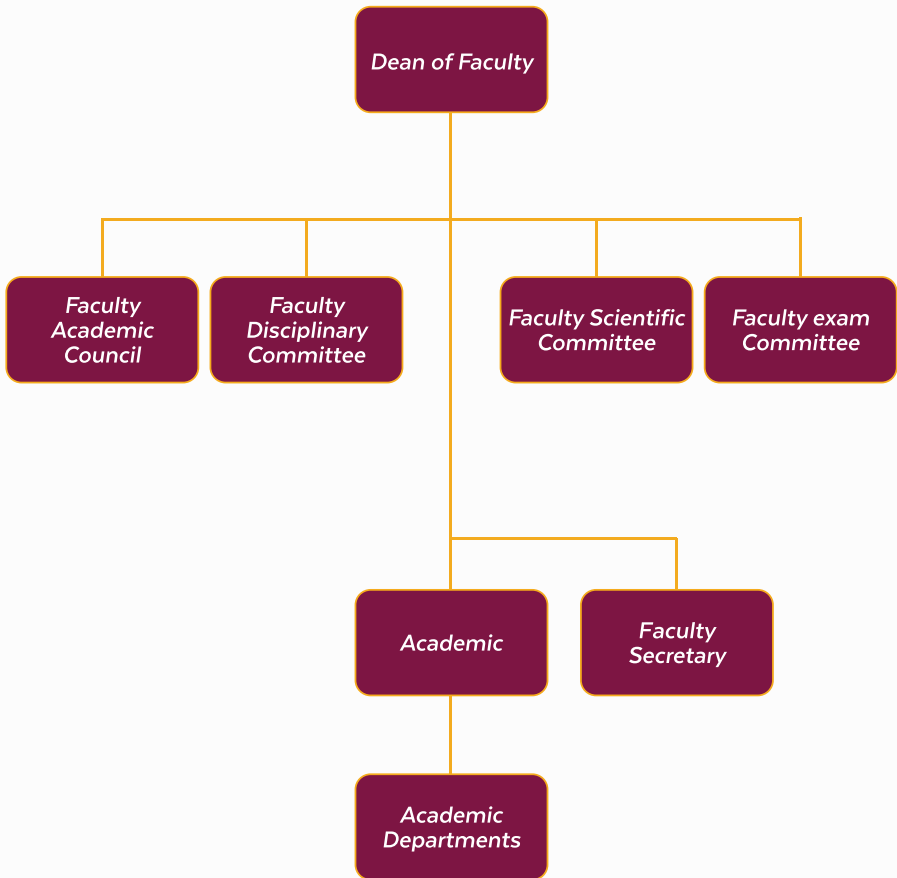 Dean of Faculty
Faculty
Academic
Council
Faculty
Disciplinary
Committee
Faculty Scientific
Committee
Faculty exam
Committee
Academic
Faculty
Secretary
Academic
Departments